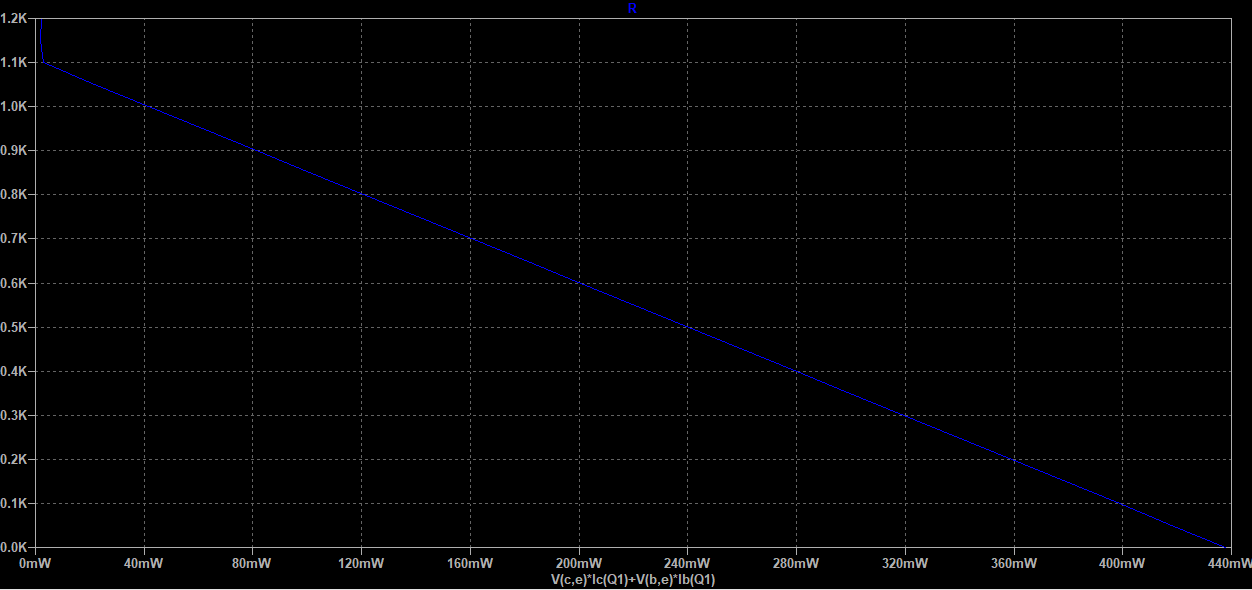 R
1.2K
1.1K
1.0K
0.9K
0.8K
0.7K
0.6K
0.5K
0.4K
0.3K
0.2K
0.1K
0.0K
0mW 40mW 80mW 120mW 160mW 200mW 240mW 280mW 320mW 360mW 400mW 440mW
V(c,e)*Ic(Q1)+V(b,e)*Ib(Q1)